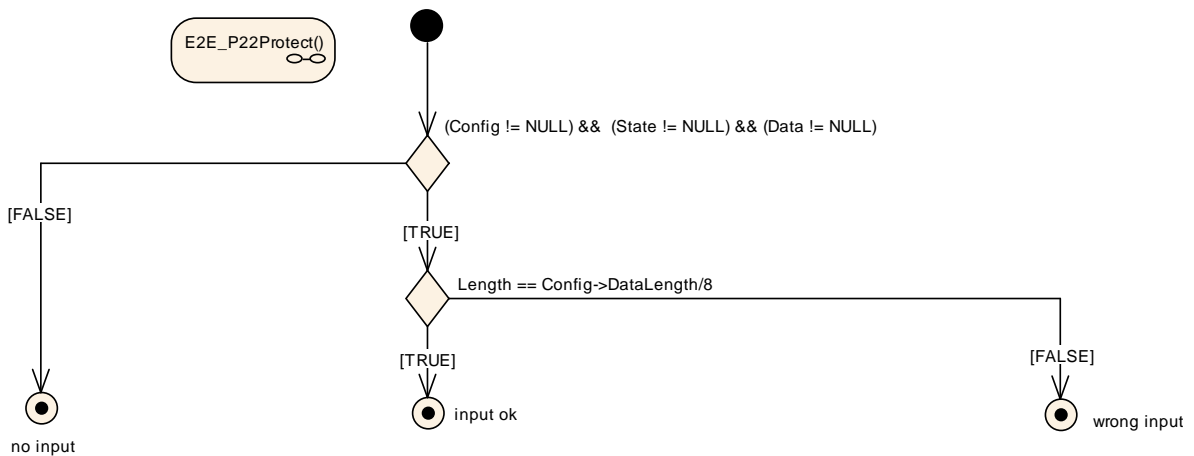 E2E_P22Protect()
(Config != NULL) && (State != NULL) && (Data != NULL)
[FALSE]
[TRUE]
Length == Config->DataLength/8
[TRUE]
[FALSE]
input ok
wrong input
no input